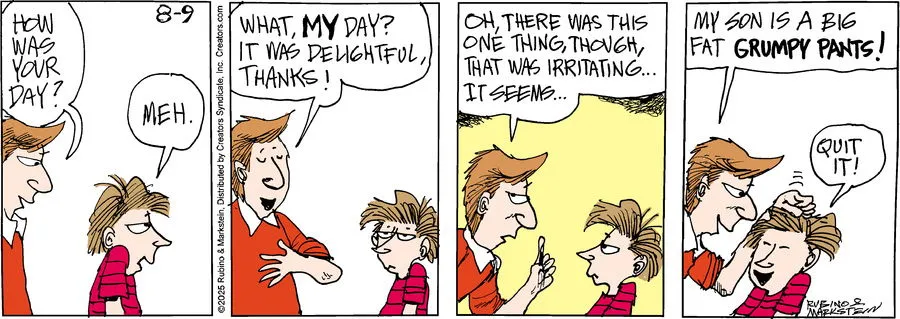 HOW
WAS
YOUR
DAY?
8-9
MEH.
©2025 Rubino & Markstein, Distributed by Creators Syndicate, Inc. Creators.com
WHAT, MY DAY?
IT WAS DELIGHTFUL,
THANKS!
OH, THERE WAS THIS
ONE THING, THOUGH,
THAT WAS IRRITATING...
IT SEEMS...
MY SON IS A BIG
FAT GRUMPY PANTS!
QUIT
IT!
RUBINO &
MARKSTEIN